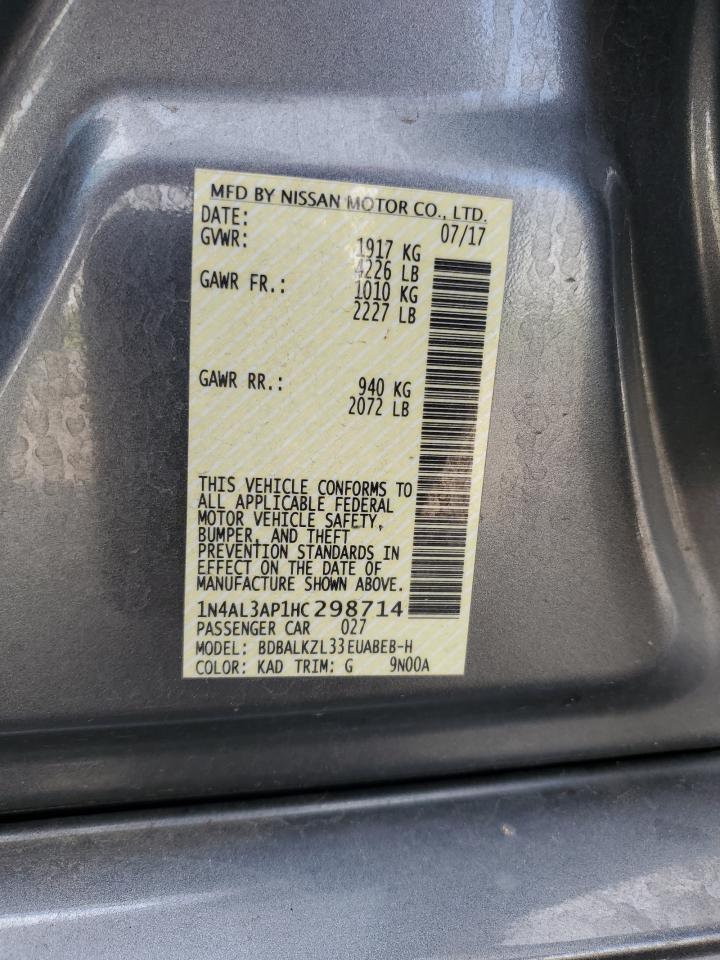 MFD BY NISSAN MOTOR CO., LTD.
DATE: 07/17
GVWR: 1917 KG
4226 LB
GAWR FR.: 1010 KG
2227 LB
GAWR RR.: 940 KG
2072 LB
THIS VEHICLE CONFORMS TO
ALL APPLICABLE FEDERAL
MOTOR VEHICLE SAFETY,
BUMPER, AND THEFT
PREVENTION STANDARDS IN
EFFECT ON THE DATE OF
MANUFACTURE SHOWN ABOVE.
1N4AL3AP1HC298714
PASSENGER CAR 027
MODEL: BDBALKZL33EUABEB-H
COLOR: KAD TRIM: G 9N00A